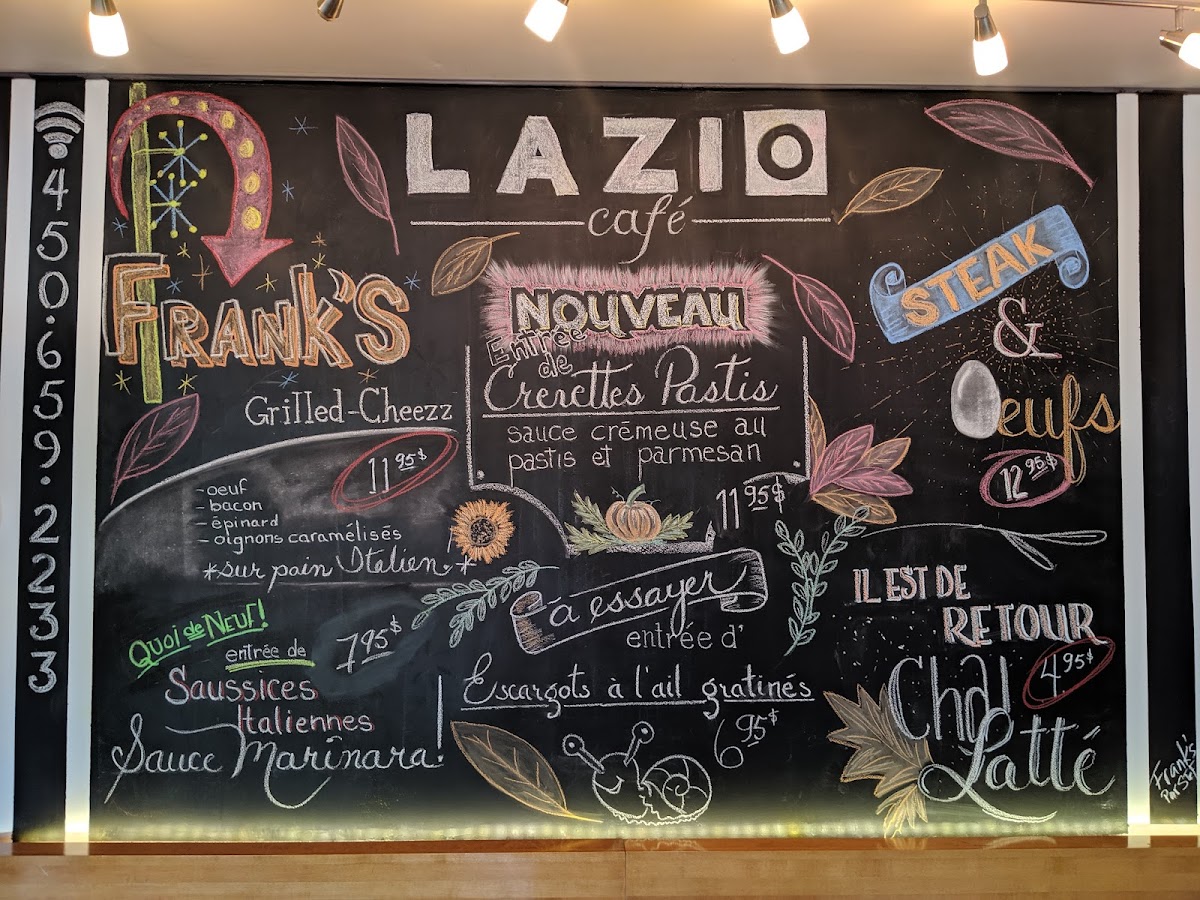 450.659.2233
LAZIO
café
FRANK'S
Grilled-Cheezz
11 95$
-oeuf
-bacon
-épinard
-oignons caramélisés
*sur pain Italien.*
Quoi de Neuf!
entrée de
7 95$
Saussices
Italiennes
Sauce Marinara!
NOUVEAU
Entrée
de
Crevettes Pastis
sauce crémeuse au
pastis et parmesan
11 95$
à essayer
entrée d'
Escargots à l'ail gratinés
6 95$
STEAK
&
Oeufs
12 95$
IL EST DE
RETOUR
4 95$
Chaï
Latté
Frank's